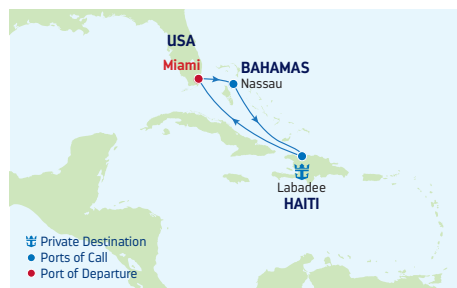 USA
Miami
BAHAMAS
Nassau
Labadee
HAITI
Private Destination
Ports of Call
Port of Departure